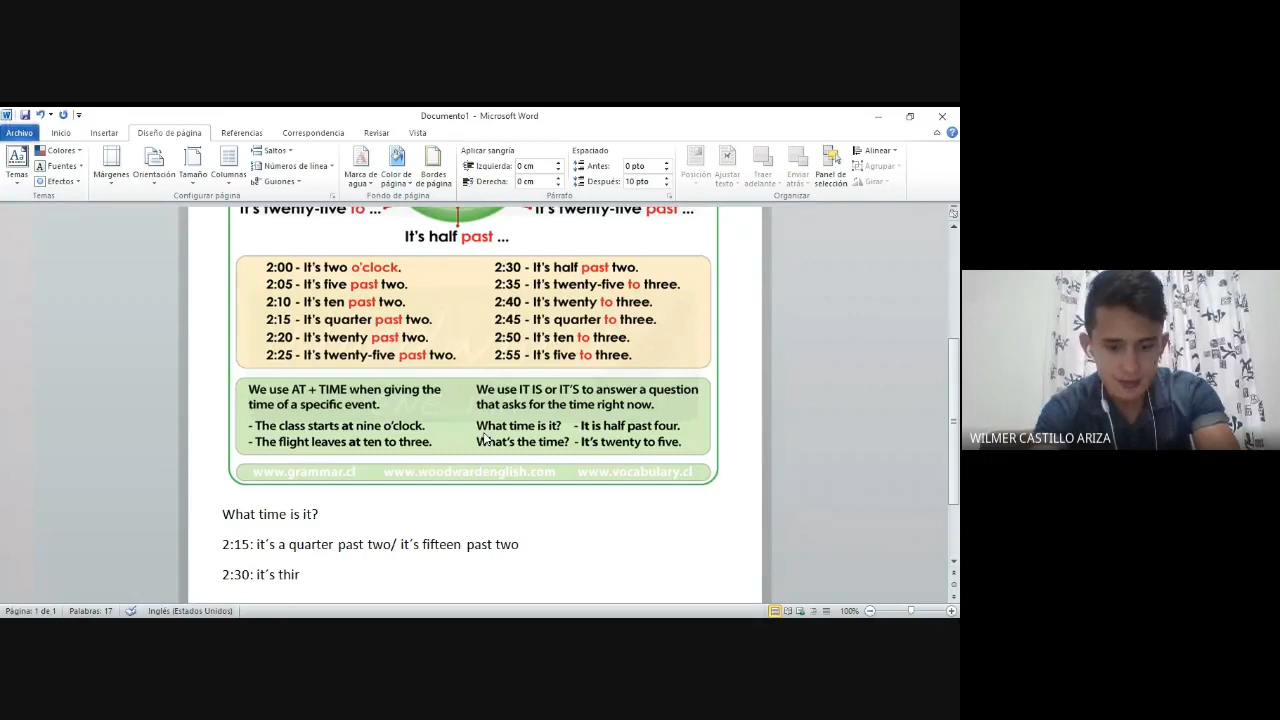 Documento1 - Microsoft Word
Archivo Inicio Insertar Diseño de página Referencias Correspondencia Revisar Vista
Temas
Colores
Fuentes
Efectos
Temas
Márgenes Orientación Tamaño Columnas
Saltos
Números de línea
Guiones
Configurar página
Marca de agua
Color de página
Bordes de página
Fondo de página
Aplicar sangría
Izquierda: 0 cm
Derecha: 0 cm
Espaciado
Antes: 0 pto
Después: 10 pto
Párrafo
Posición
Ajustar texto
Traer adelante
Enviar atrás
Panel de selección
Alinear
Agrupar
Girar
Organizar
It's twenty-five to ...
It's twenty-five past ...
It's half past ...
2:00 - It's two o'clock.
2:05 - It's five past two.
2:10 - It's ten past two.
2:15 - It's quarter past two.
2:20 - It's twenty past two.
2:25 - It's twenty-five past two.
2:30 - It's half past two.
2:35 - It's twenty-five to three.
2:40 - It's twenty to three.
2:45 - It's quarter to three.
2:50 - It's ten to three.
2:55 - It's five to three.
We use AT + TIME when giving the
time of a specific event.
- The class starts at nine o'clock.
- The flight leaves at ten to three.
We use IT IS or IT'S to answer a question
that asks for the time right now.
What time is it? - It is half past four.
What's the time? - It's twenty to five.
www.grammar.cl www.woodwardenglish.com www.vocabulary.cl
What time is it?
2:15: it´s a quarter past two/ it´s fifteen past two
2:30: it´s thir
Página: 1 de 1 Palabras: 17 Inglés (Estados Unidos) 100%
WILMER CASTILLO ARIZA